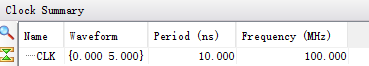 Clock Summary
Name Waveform Period (ns) Frequency (MHz)
CLK {0.000 5.000} 10.000 100.000